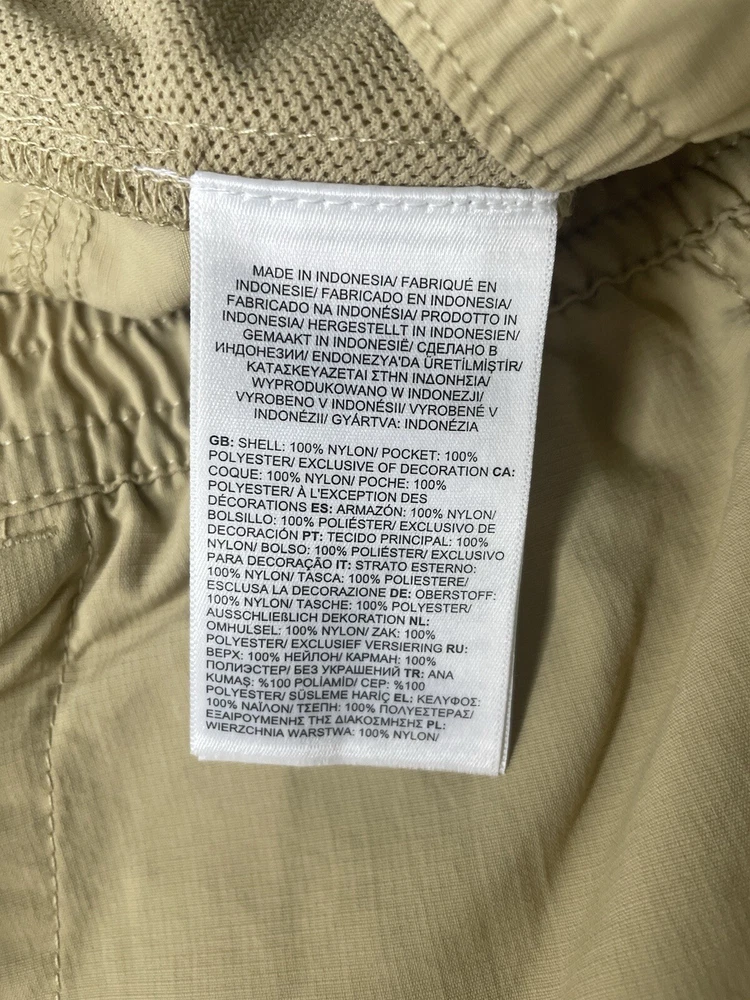 MADE IN INDONESIA/ FABRIQUÉ EN
INDONESIE/ FABRICADO EN INDONESIA/
FABRICADO NA INDONÉSIA/ PRODOTTO IN
INDONESIA/ HERGESTELLT IN INDONESIEN/
GEMAAKT IN INDONESIË/ СДЕЛАНО В
ИНДОНЕЗИИ/ ENDONEZYA'DA ÜRETİLMİŞTİR/
ΚΑΤΑΣΚΕΥΑΖΕΤΑΙ ΣΤΗΝ ΙΝΔΟΝΗΣΙΑ/
WYPRODUKOWANO W INDONEZJI/
VYROBENO V INDONÉSII/ VYROBENÉ V
INDONÉZII/ GYÁRTVA: INDONÉZIA
GB: SHELL: 100% NYLON/ POCKET: 100%
POLYESTER/ EXCLUSIVE OF DECORATION CA:
COQUE: 100% NYLON/ POCHE: 100%
POLYESTER/ À L'EXCEPTION DES
DÉCORATIONS ES: ARMAZÓN: 100% NYLON/
BOLSILLO: 100% POLIÉSTER/ EXCLUSIVO DE
DECORACIÓN PT: TECIDO PRINCIPAL: 100%
NYLON/ BOLSO: 100% POLIÉSTER/ EXCLUSIVO
PARA DECORAÇÃO IT: STRATO ESTERNO:
100% NYLON/ TASCA: 100% POLIESTERE/
ESCLUSA LA DECORAZIONE DE: OBERSTOFF:
100% NYLON/ TASCHE: 100% POLYESTER/
AUSSCHLIEßLICH DEKORATION NL:
OMHULSEL: 100% NYLON/ ZAK: 100%
POLYESTER/ EXCLUSIEF VERSIERING RU:
ВЕРХ: 100% НЕЙЛОН/ КАРМАН: 100%
ПОЛИЭСТЕР/ БЕЗ УКРАШЕНИЙ TR: ANA
KUMAŞ: %100 POLİAMİD/ CEP: %100
POLYESTER/ SÜSLEME HARİÇ EL: ΚΕΛΥΦΟΣ:
100% ΝΑΪΛΟΝ/ ΤΣΕΠΗ: 100% ΠΟΛΥΕΣΤΕΡΑΣ/
ΕΞΑΙΡΟΥΜΕΝΗΣ ΤΗΣ ΔΙΑΚΟΣΜΗΣΗΣ PL:
WIERZCHNIA WARSTWA: 100% NYLON/